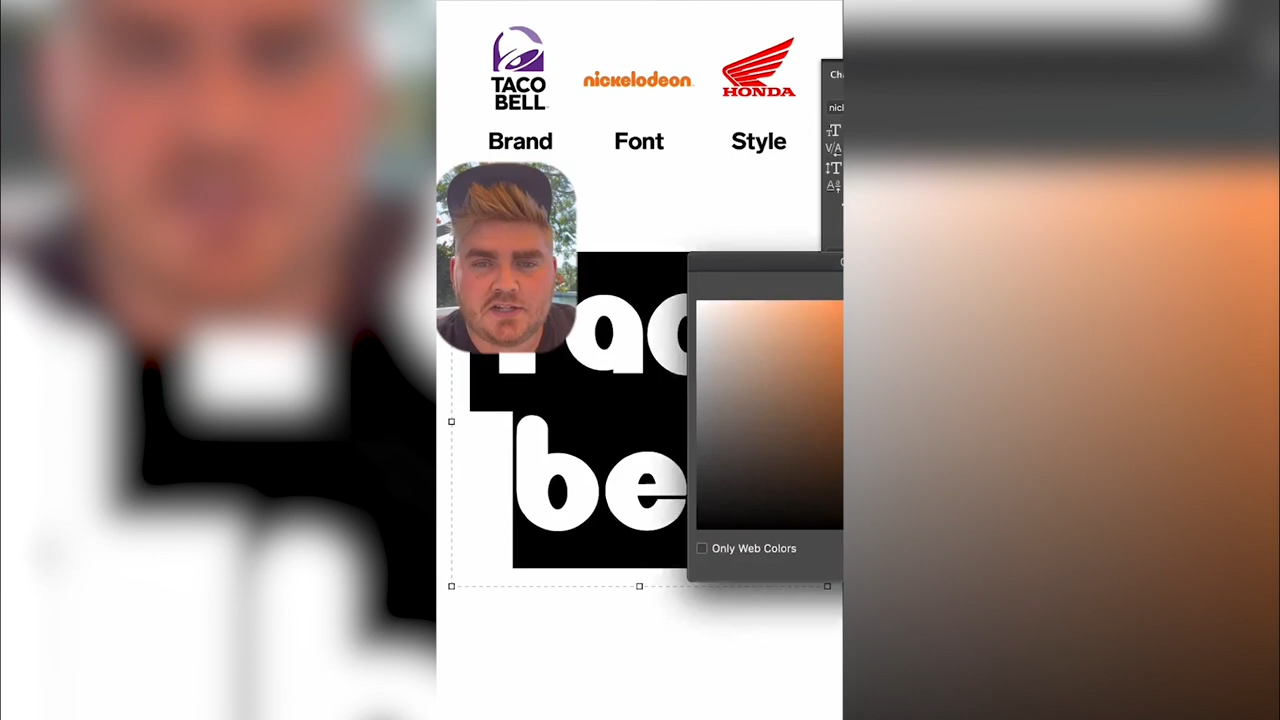 TACO
BELL
nickelodeon
HONDA
Brand Font Style
be
Only Web Colors